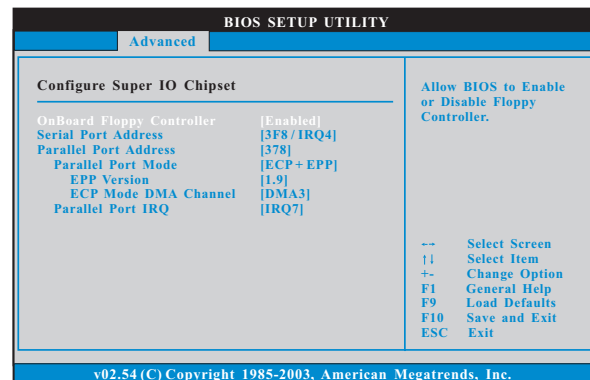 BIOS SETUP UTILITY
Advanced
Configure Super IO Chipset
OnBoard Floppy Controller [Enabled]
Serial Port Address [3F8 / IRQ4]
Parallel Port Address [378]
Parallel Port Mode [ECP + EPP]
EPP Version [1.9]
ECP Mode DMA Channel [DMA3]
Parallel Port IRQ [IRQ7]
Allow BIOS to Enable
or Disable Floppy
Controller.
←→ Select Screen
↑↓ Select Item
+- Change Option
F1 General Help
F9 Load Defaults
F10 Save and Exit
ESC Exit
v02.54 (C) Copyright 1985-2003, American Megatrends, Inc.